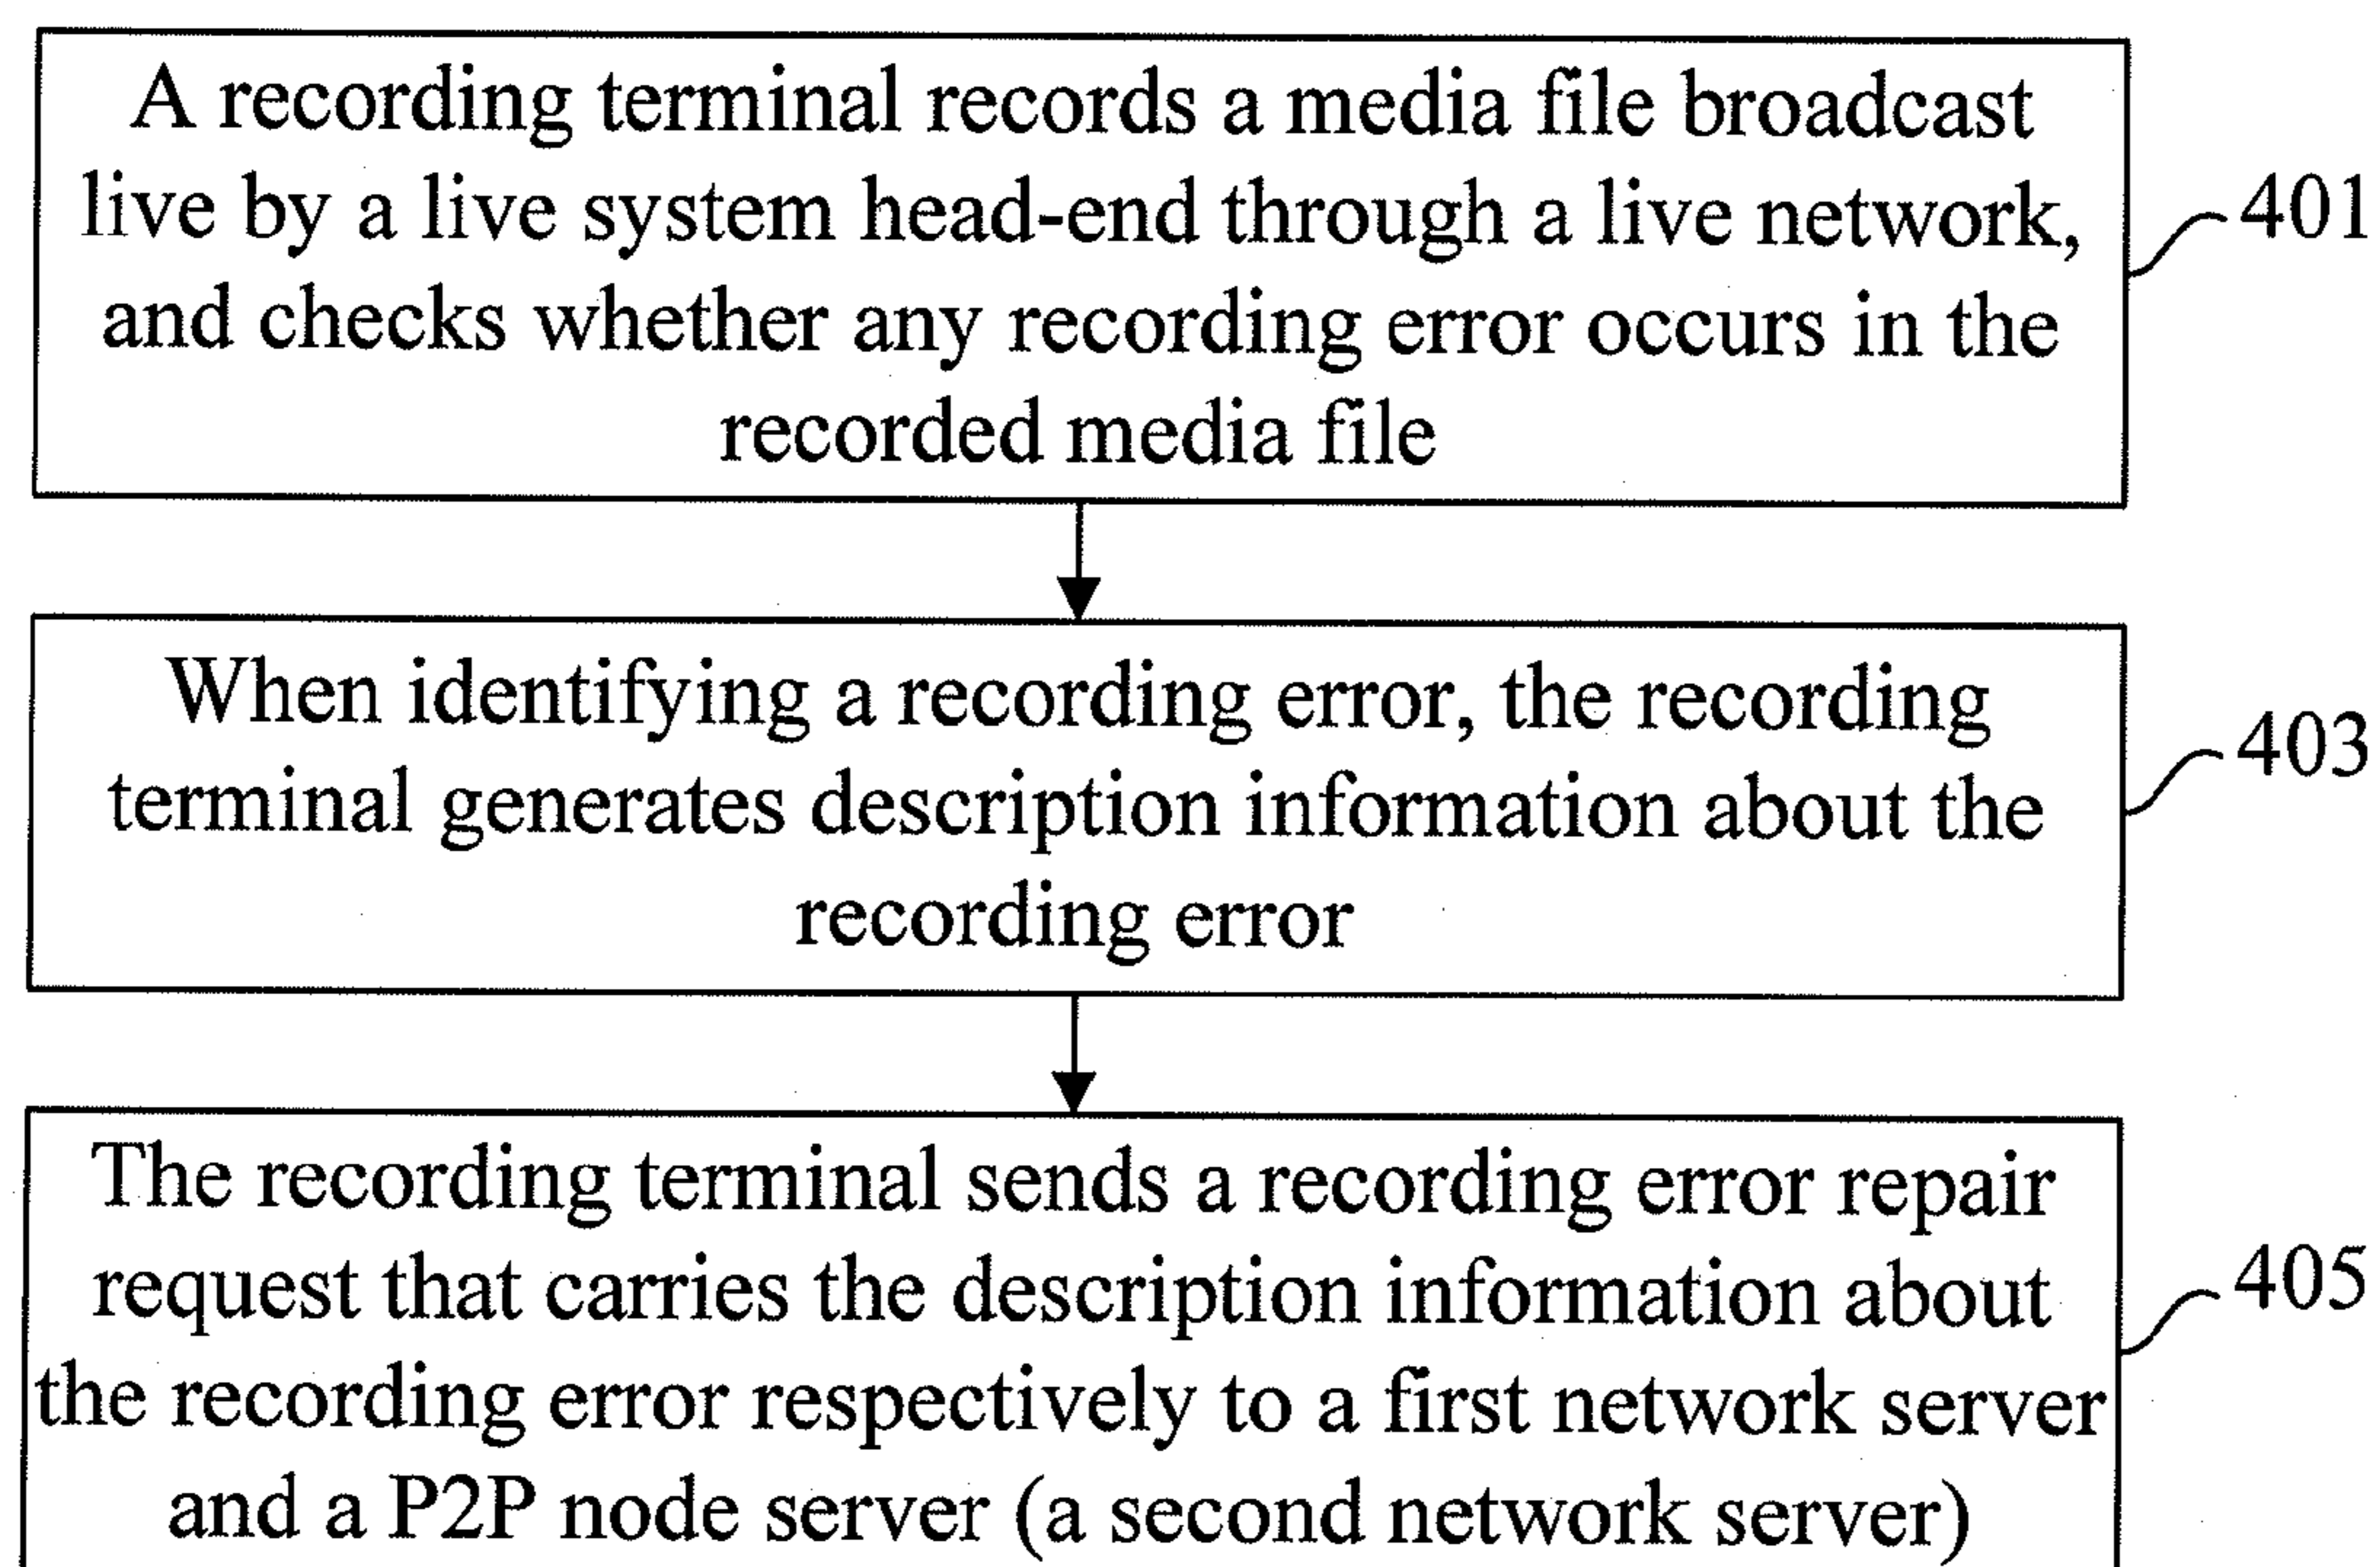 A recording terminal records a media file broadcast
live by a live system head-end through a live network,
and checks whether any recording error occurs in the
recorded media file
401
When identifying a recording error, the recording
terminal generates description information about the
recording error
403
The recording terminal sends a recording error repair
request that carries the description information about
the recording error respectively to a first network server
and a P2P node server (a second network server)
405